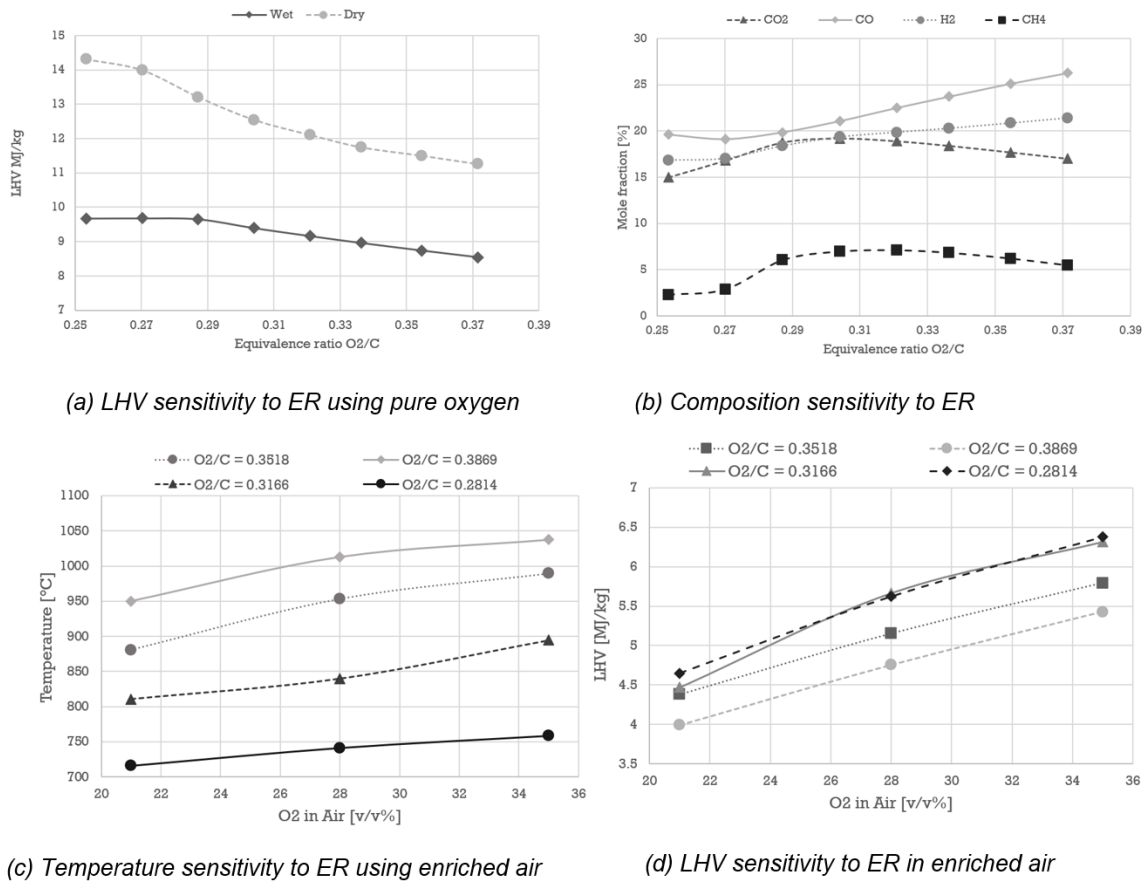 Wet Dry
15
14
13
12
11
10
9
8
7
LHV MJ/kg
0.25 0.27 0.29 0.31 0.33 0.35 0.37 0.39
Equivalence ratio O2/C
(a) LHV sensitivity to ER using pure oxygen
CO2 CO H2 CH4
30
25
20
15
10
5
0
Mole fraction [%]
0.25 0.27 0.29 0.31 0.33 0.35 0.37 0.39
Equivalence ratio O2/C
(b) Composition sensitivity to ER
O2/C = 0.3518 O2/C = 0.3869
O2/C = 0.3166 O2/C = 0.2814
1100
1050
1000
950
900
850
800
750
700
Temperature [°C]
20 22 24 26 28 30 32 34 36
O2 in Air [v/v%]
(c) Temperature sensitivity to ER using enriched air
O2/C = 0.3518 O2/C = 0.3869
O2/C = 0.3166 O2/C = 0.2814
7
6.5
6
5.5
5
4.5
4
3.5
LHV [MJ/kg]
20 22 24 26 28 30 32 34 36
O2 in Air [v/v%]
(d) LHV sensitivity to ER in enriched air